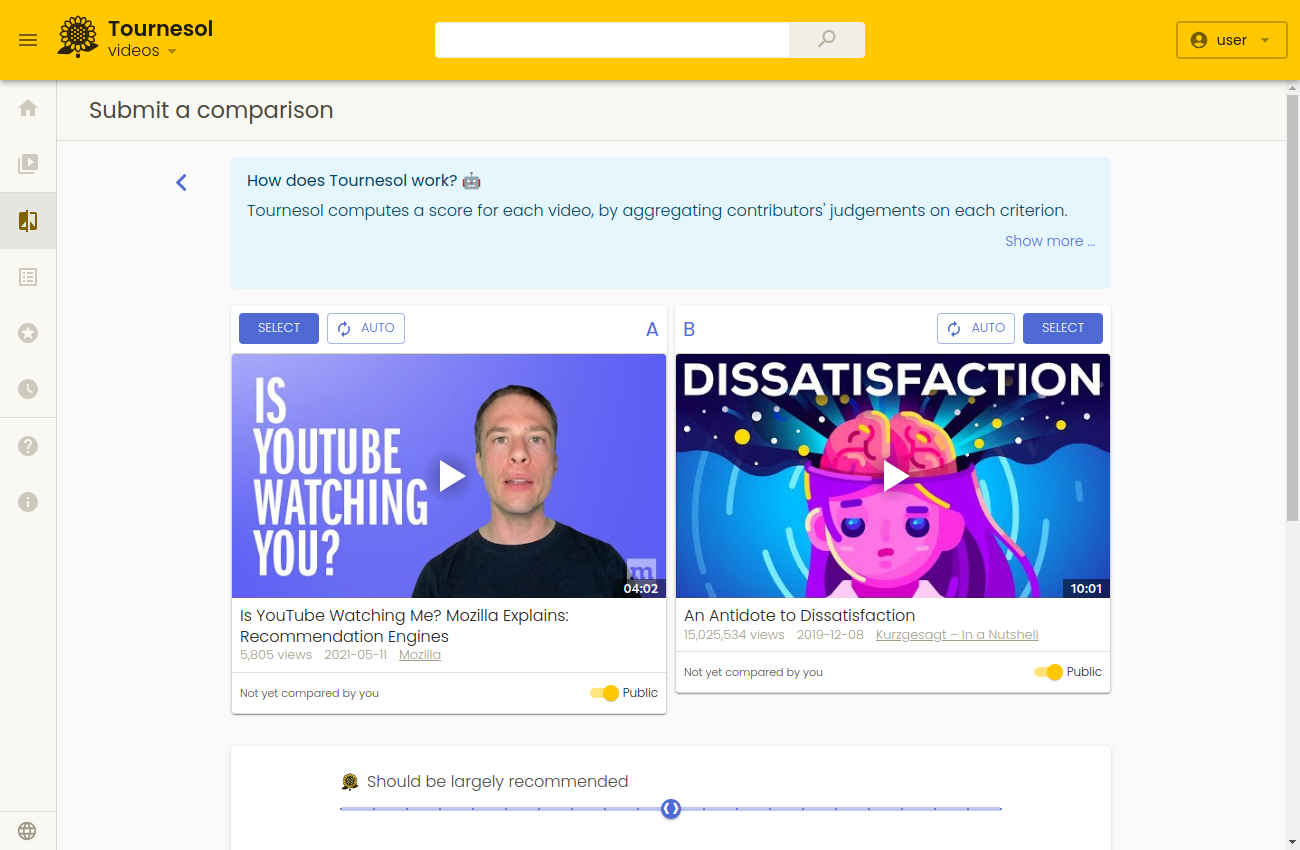 Tournesol
videos
user
Submit a comparison
How does Tournesol work? 🤖
Tournesol computes a score for each video, by aggregating contributors' judgements on each criterion.
Show more ...
SELECT
AUTO
A
B
AUTO
SELECT
IS
YOUTUBE
WATCHING
YOU?
m
04:02
DISSATISFACTION
10:01
Is YouTube Watching Me? Mozilla Explains:
Recommendation Engines
5,805 views 2021-05-11 Mozilla
Not yet compared by you
Public
An Antidote to Dissatisfaction
15,025,534 views 2019-12-08 Kurzgesagt – In a Nutshell
Not yet compared by you
Public
Should be largely recommended